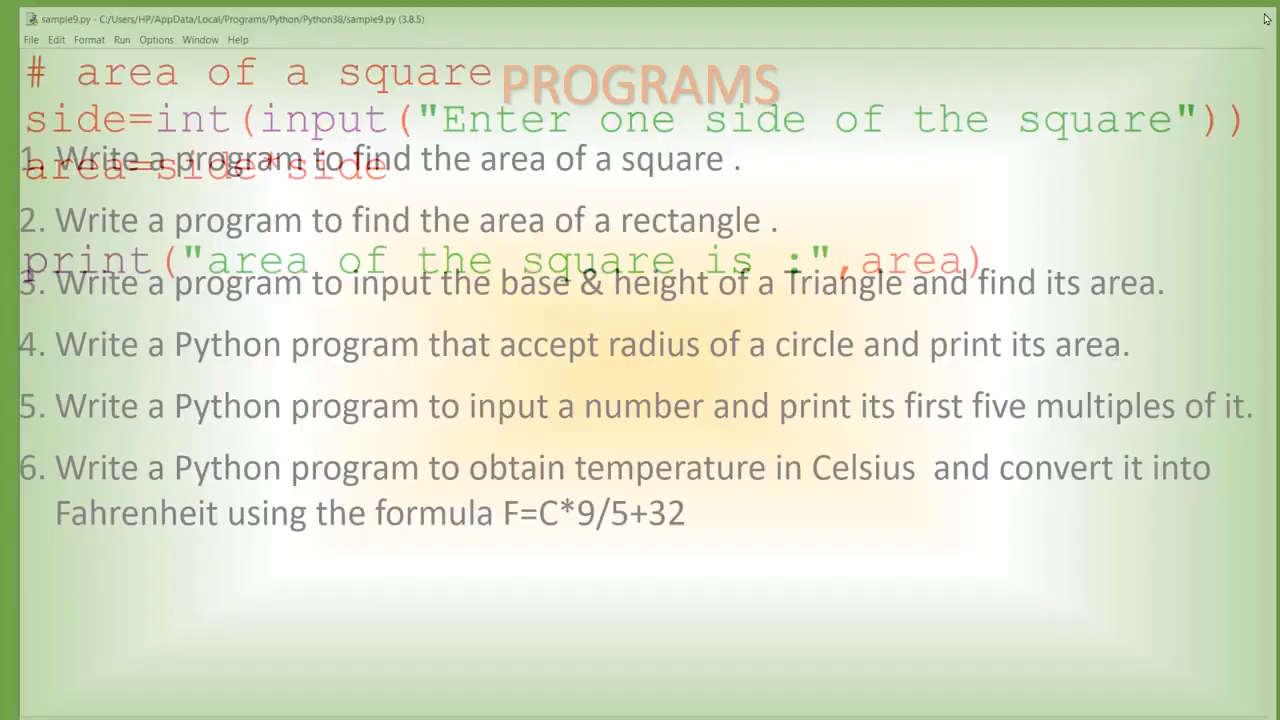 sample9.py - C:/Users/HP/AppData/Local/Programs/Python/Python38/sample9.py (3.8.5)
File Edit Format Run Options Window Help
# area of a square
PROGRAMS
side=int(input("Enter one side of the square"))
1. Write a program to find the area of a square .
area=side*side
2. Write a program to find the area of a rectangle .
print("area of the square is :",area)
3. Write a program to input the base & height of a Triangle and find its area.
4. Write a Python program that accept radius of a circle and print its area.
5. Write a Python program to input a number and print its first five multiples of it.
6. Write a Python program to obtain temperature in Celsius  and convert it into
Fahrenheit using the formula F=C*9/5+32